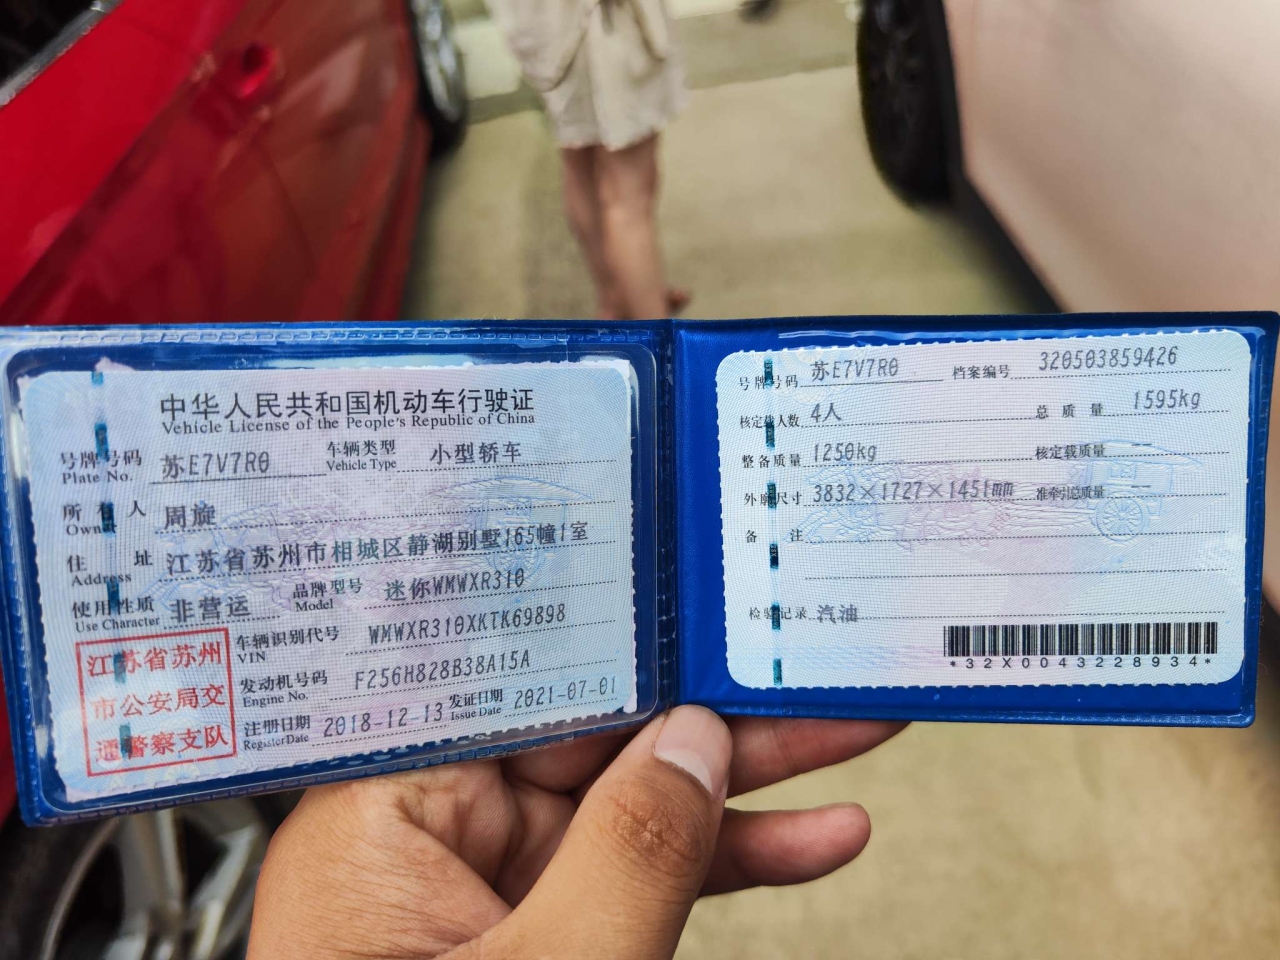 中华人民共和国机动车行驶证
Vehicle License of the People's Republic of China
号牌号码 苏E7V7R0 车辆类型 小型轿车
Plate No. Vehicle Type
所有人 周旋
Owner
住址 江苏省苏州市相城区静湖别墅165幢1室
Address
使用性质 非营运 品牌型号 迷你WMWXR310
Use Character Model
江苏省苏州
市公安局交
通警察支队
车辆识别代号 WMWXR310XKTK69898
VIN
发动机号码 F256H828B38A15A
Engine No.
注册日期 2018-12-13 发证日期 2021-07-01
Register Date Issue Date
号牌号码 苏E7V7R0 档案编号 320503859426
核定载人数 4人 总质量 1595kg
整备质量 1250kg 核定载质量 --
外廓尺寸 3832×1727×1451mm 准牵引总质量 --
备注
检验记录 汽油
*32X0043228934*